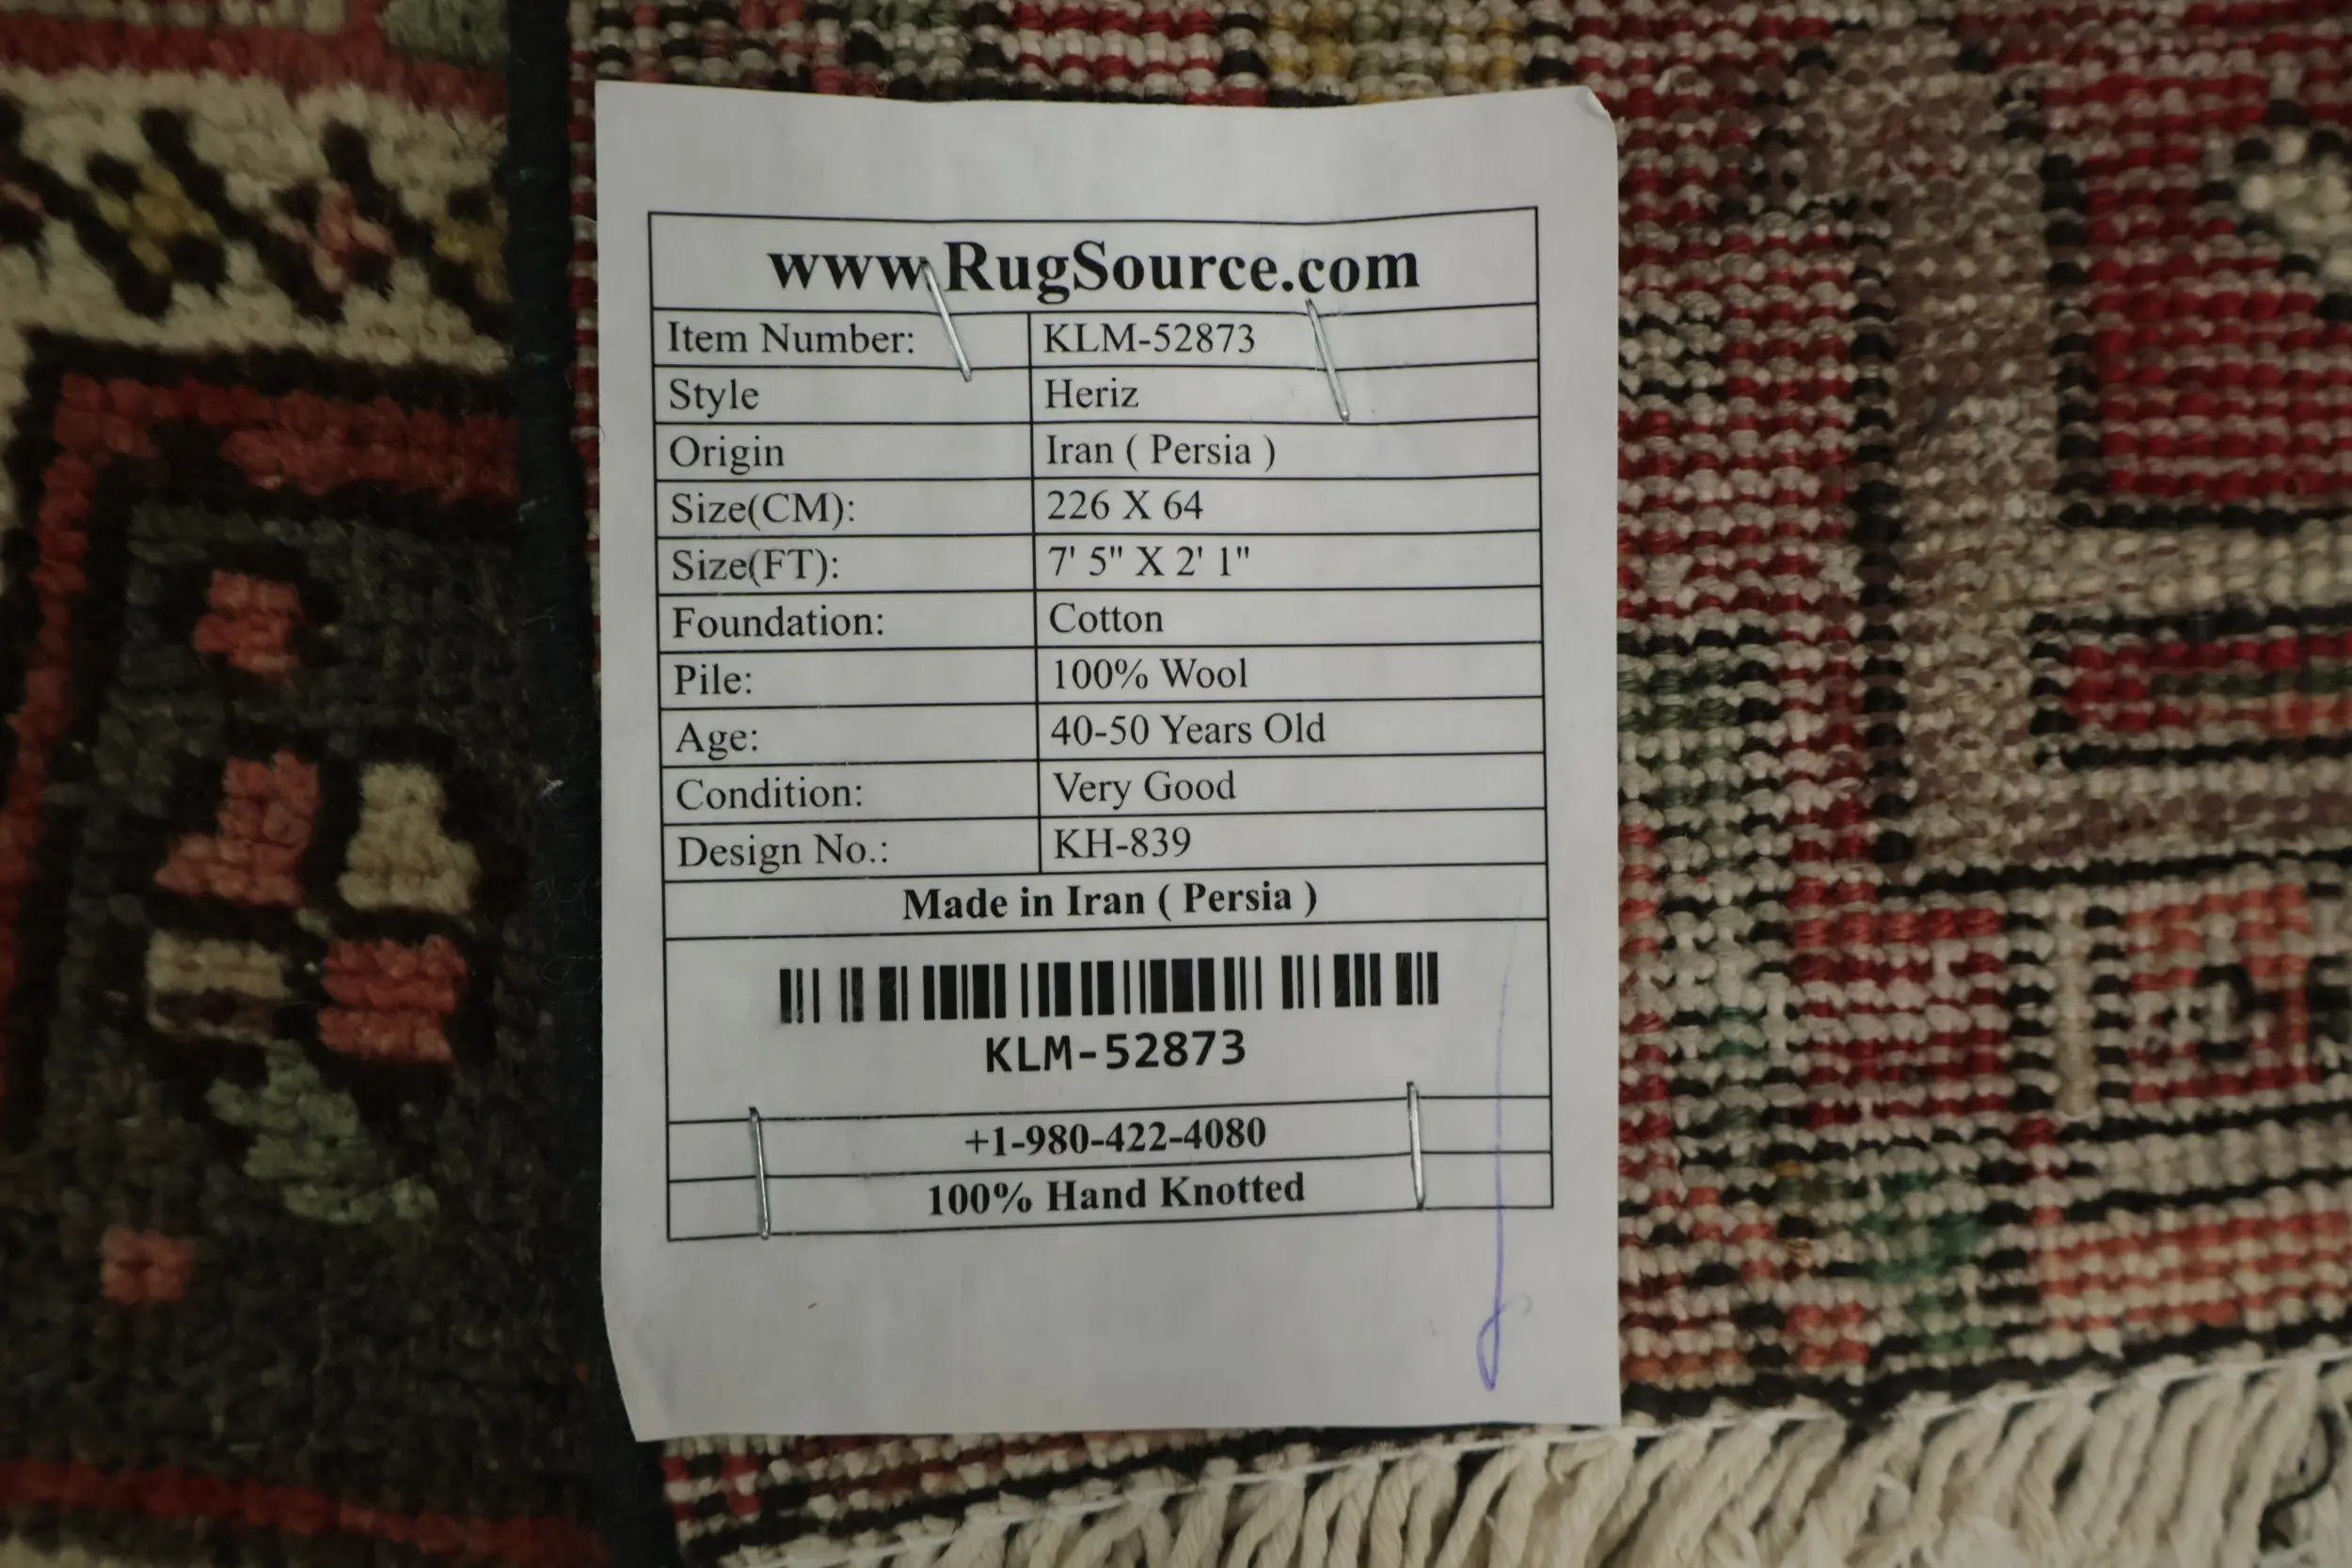 www.RugSource.com
Item Number: KLM-52873
Style Heriz
Origin Iran ( Persia )
Size(CM): 226 X 64
Size(FT): 7' 5" X 2' 1"
Foundation: Cotton
Pile: 100% Wool
Age: 40-50 Years Old
Condition: Very Good
Design No.: KH-839
Made in Iran ( Persia )
KLM-52873
+1-980-422-4080
100% Hand Knotted